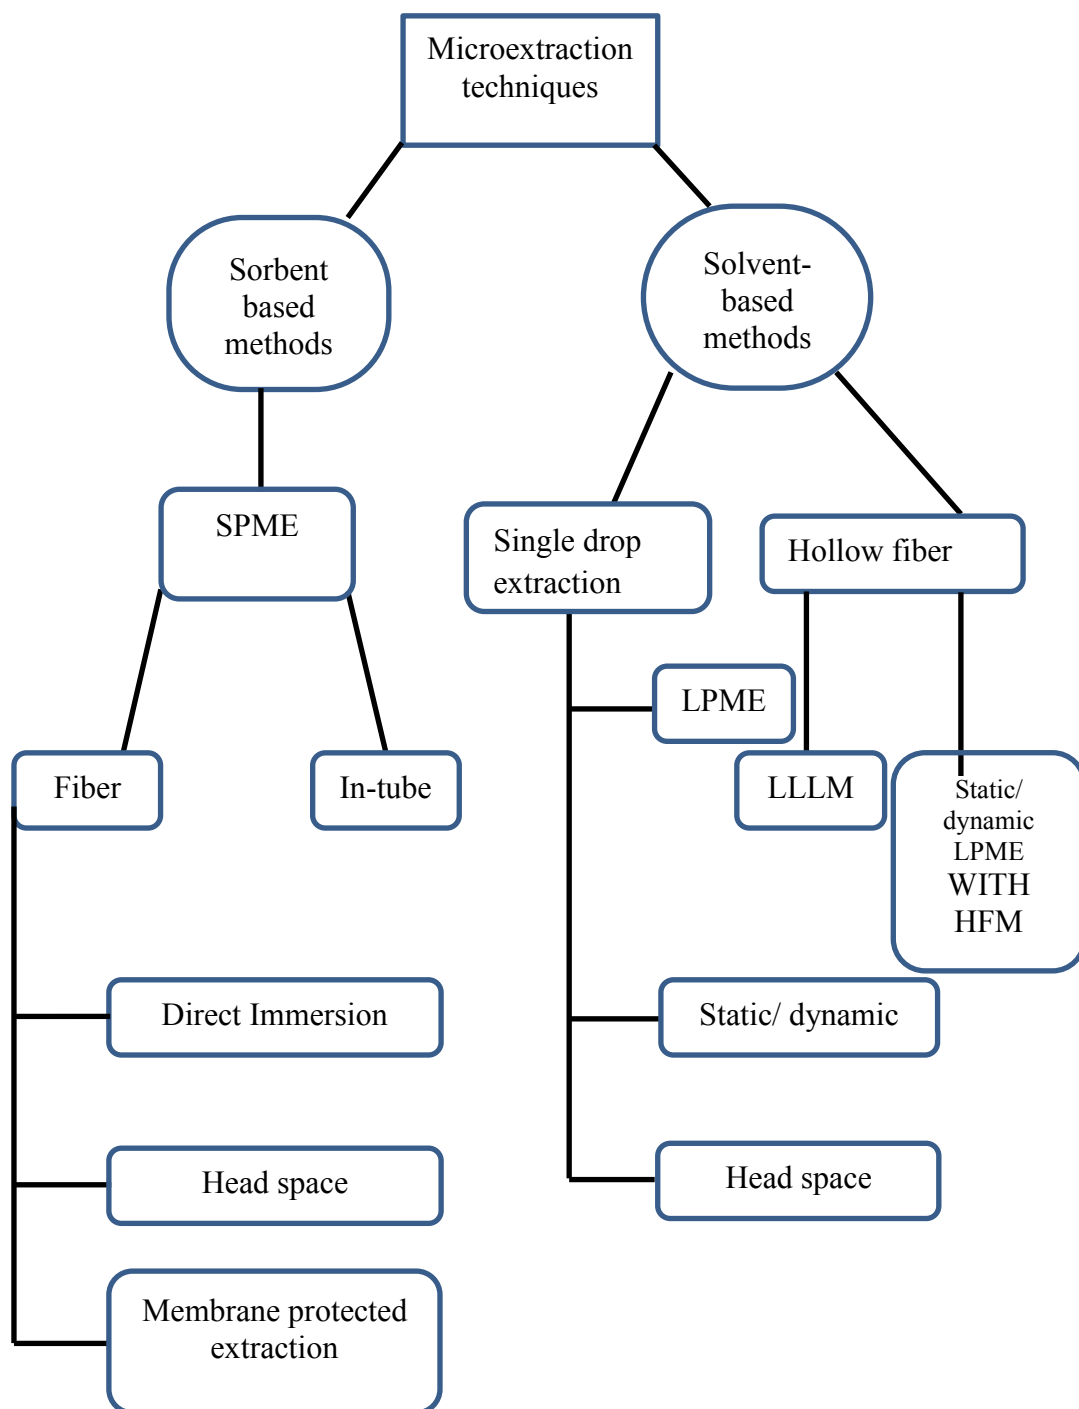 Microextraction
techniques
Sorbent
based
methods
Solvent-
based
methods
SPME
Single drop
extraction
Hollow fiber
LPME
Fiber
In-tube
LLLM
Static/
dynamic
LPME
WITH
HFM
Direct Immersion
Static/ dynamic
Head space
Head space
Membrane protected
extraction